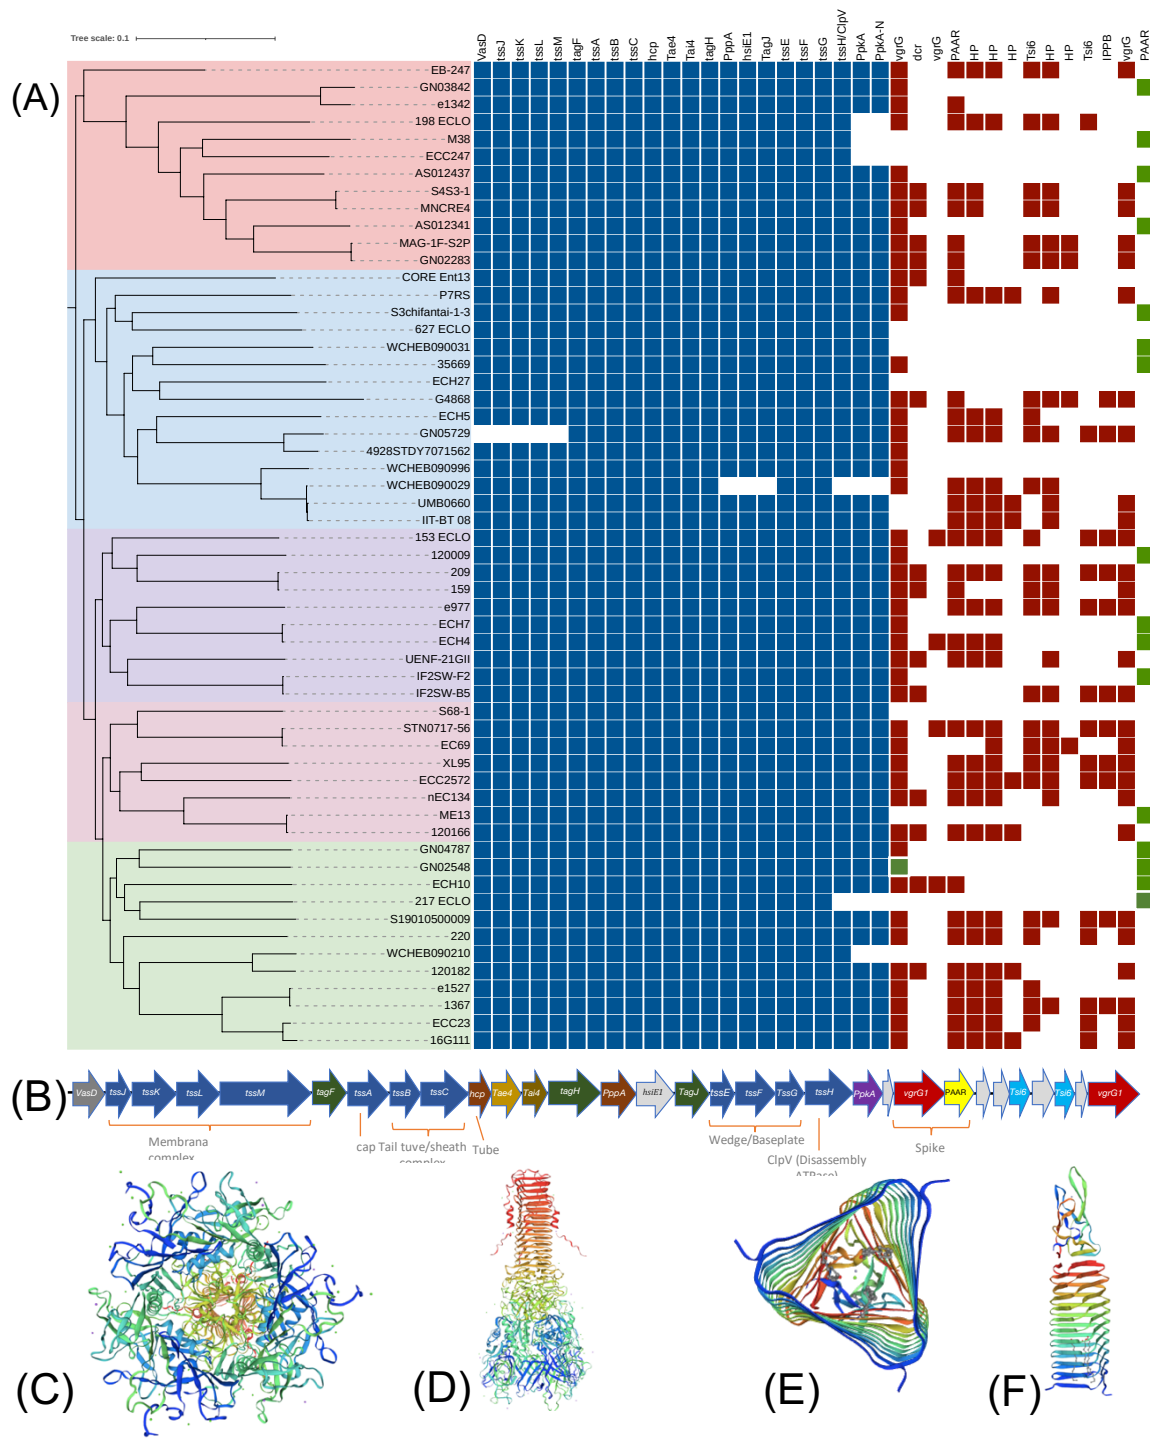 Tree scale: 0.1
VasD
tssJ
tssK
tssL
tssM
tagF
tssA
tssB
tssC
hcp
Tae4
Tai4
tagH
PppA
hsiE1
TagJ
tssE
tssF
tssG
tssH/ClpV
PpkA
PpkA-N
vgrG
dcr
vgrG
PAAR
HP
HP
HP
Tsi6
HP
HP
Tsi6
IPPB
vgrG
PAAR
(A)
EB-247
GN03842
e1342
198 ECLO
M38
ECC247
AS012437
S4S3-1
MNCRE4
AS012341
MAG-1F-S2P
GN02283
CORE Ent13
P7RS
S3chifantai-1-3
627 ECLO
WCHEB090031
35669
ECH27
G4868
ECH5
GN05729
4928STDY7071562
WCHEB090996
WCHEB090029
UMB0660
IIT-BT 08
153 ECLO
120009
209
159
e977
ECH7
ECH4
UENF-21GII
IF2SW-F2
IF2SW-B5
S68-1
STN0717-56
EC69
XL95
ECC2572
nEC134
ME13
120166
GN04787
GN02548
ECH10
217 ECLO
S19010500009
220
WCHEB090210
120182
e1527
1367
ECC23
16G111
(B)
VasD tssJ tssK tssL tssM tagF tssA tssB tssC hcp Tae4 Tai4 tagH PppA hsiE1 TagJ tssE tssF TssG tssH PpkA vgrG1 PAAR Tsi6 Tsi6 vgrG1
Membrana
complex
cap
Tail tuve/sheath
complex
Tube
Wedge/Baseplate
ClpV (Disassembly
ATPase)
Spike
(C)
(D)
(E)
(F)